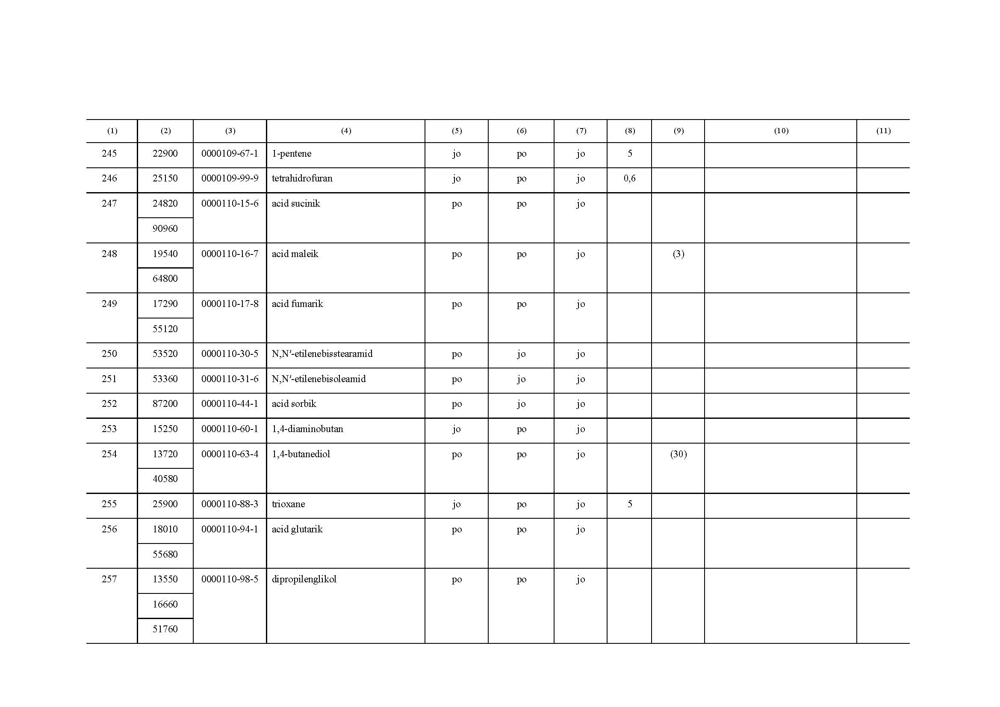 (1) (2) (3) (4) (5) (6) (7) (8) (9) (10) (11)
245 22900 0000109-67-1 1-pentene jo po jo 5
246 25150 0000109-99-9 tetrahidrofuran jo po jo 0,6
247 24820 0000110-15-6 acid sucinik po po jo
90960
248 19540 0000110-16-7 acid maleik po po jo (3)
64800
249 17290 0000110-17-8 acid fumarik po po jo
55120
250 53520 0000110-30-5 N,N′-etilenebisstearamid po jo jo
251 53360 0000110-31-6 N,N′-etilenebisoleamid po jo jo
252 87200 0000110-44-1 acid sorbik po jo jo
253 15250 0000110-60-1 1,4-diaminobutan jo po jo
254 13720 0000110-63-4 1,4-butanediol po po jo (30)
40580
255 25900 0000110-88-3 trioxane jo po jo 5
256 18010 0000110-94-1 acid glutarik po po jo
55680
257 13550 0000110-98-5 dipropilenglikol po po jo
16660
51760